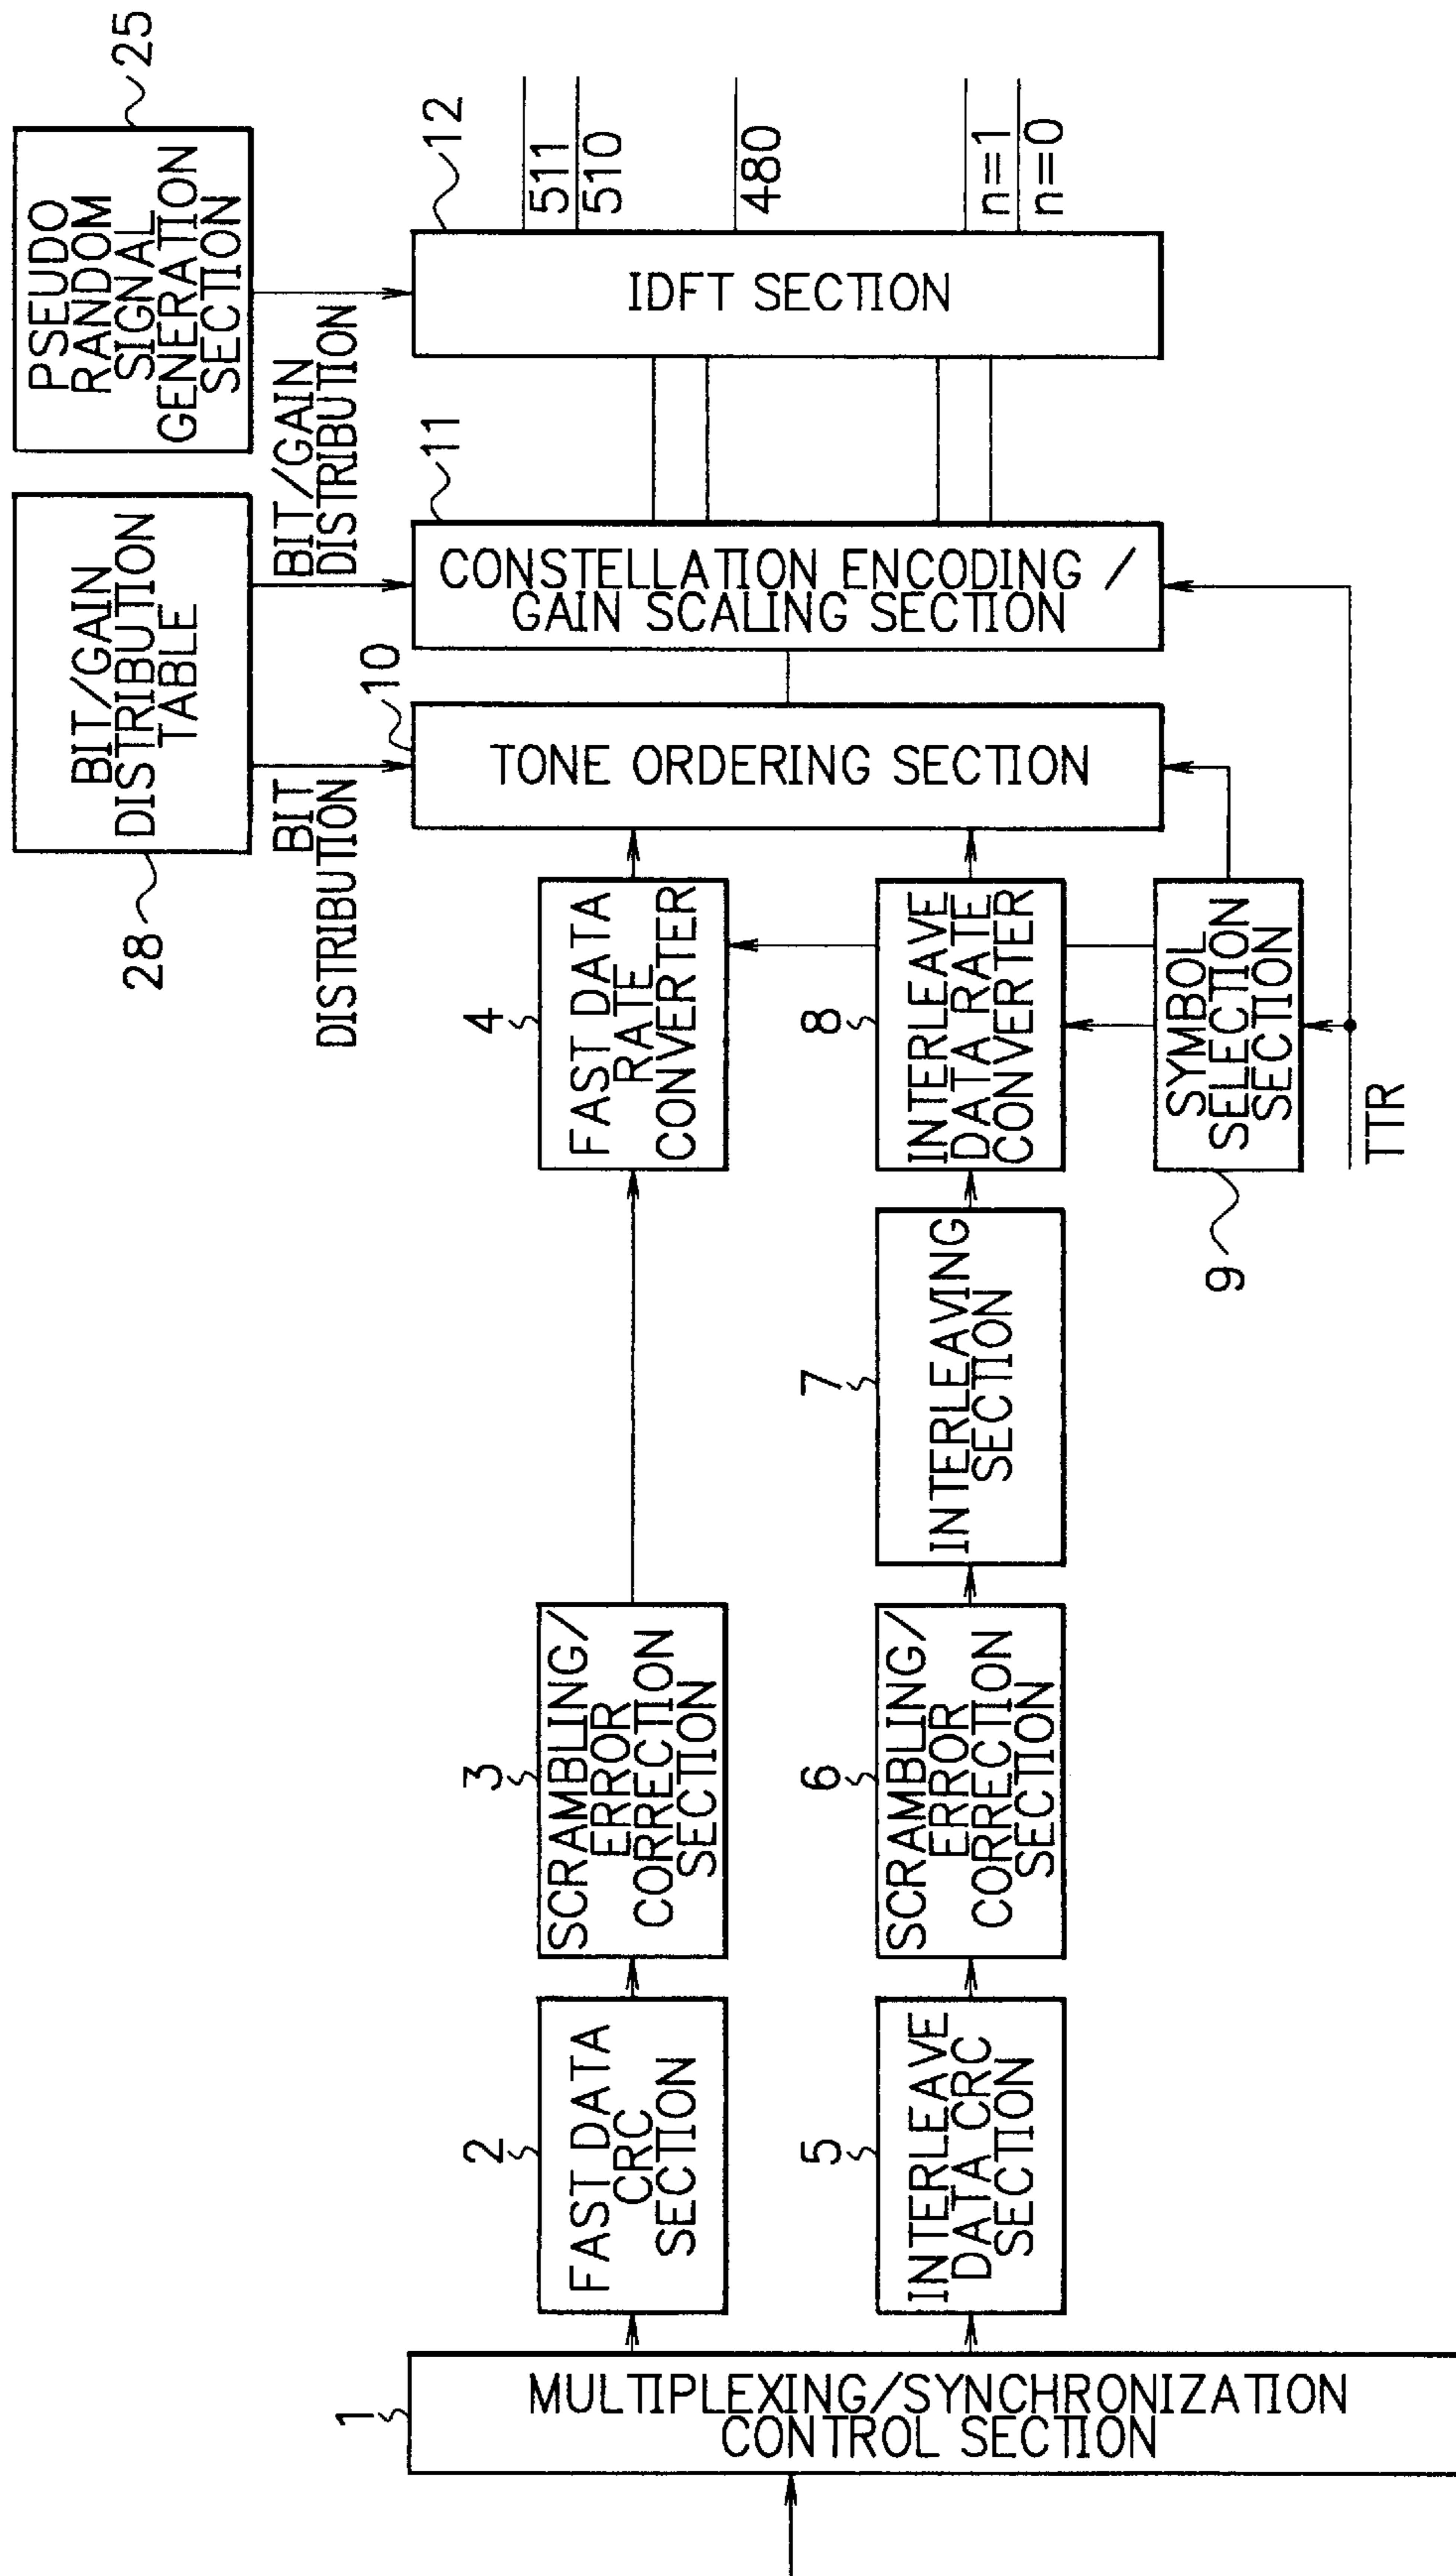 1
MULTIPLEXING/SYNCHRONIZATION
CONTROL SECTION
2
FAST DATA
CRC
SECTION
3
SCRAMBLING/
ERROR
CORRECTION
SECTION
4
FAST DATA
RATE
CONVERTER
5
INTERLEAVE
DATA CRC
SECTION
6
SCRAMBLING/
ERROR
CORRECTION
SECTION
7
INTERLEAVING
SECTION
8
INTERLEAVE
DATA RATE
CONVERTER
9
SYMBOL
SELECTION
SECTION
TTR
28
BIT/GAIN
DISTRIBUTION
TABLE
BIT
DISTRIBUTION
10
TONE ORDERING SECTION
BIT/GAIN
DISTRIBUTION
11
CONSTELLATION ENCODING /
GAIN SCALING SECTION
25
PSEUDO
RANDOM
SIGNAL
GENERATION
SECTION
12
IDFT SECTION
511
510
480
n=1
n=0